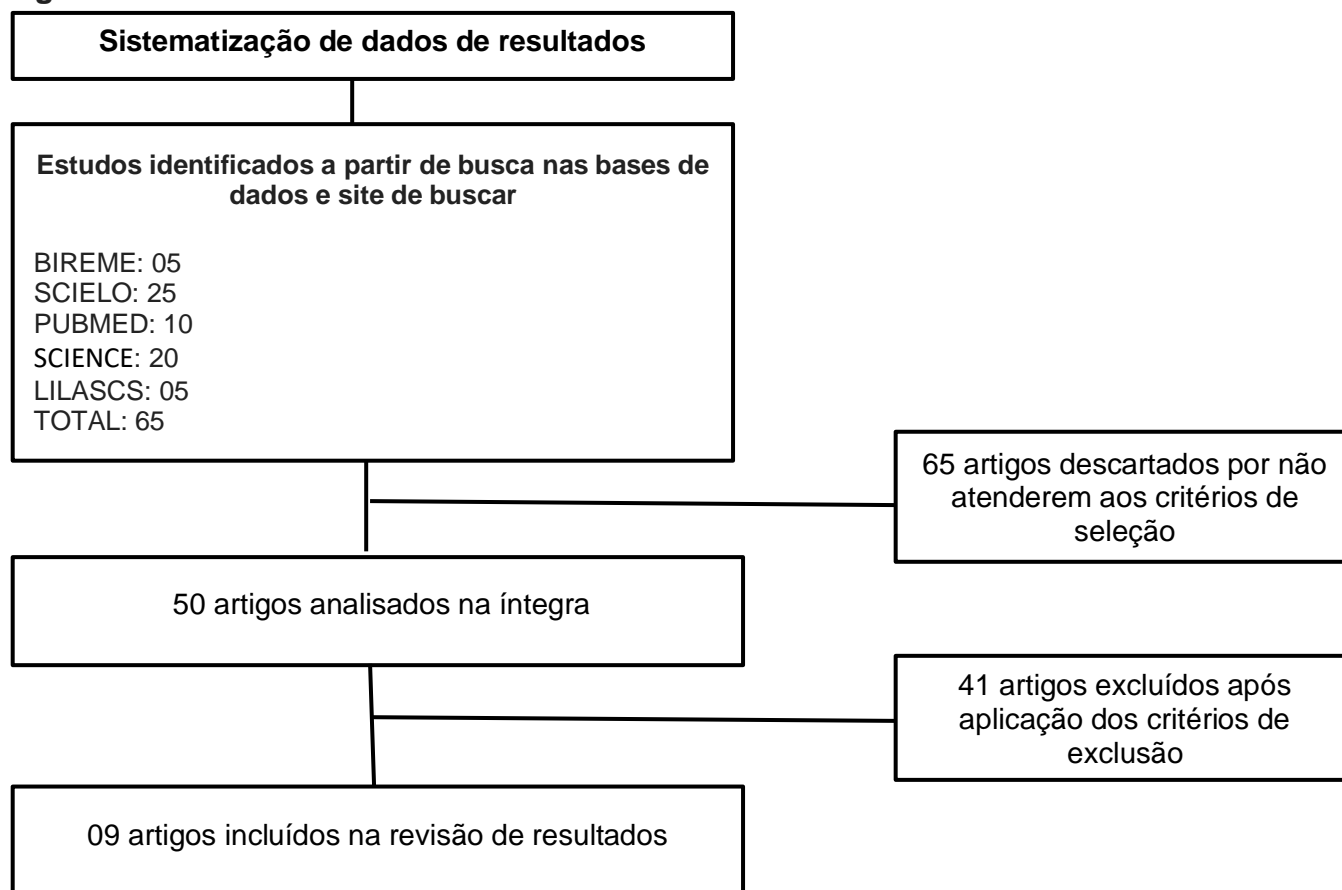 Sistematização de dados de resultados
Estudos identificados a partir de busca nas bases de
dados e site de buscar
BIREME: 05
SCIELO: 25
PUBMED: 10
SCIENCE: 20
LILASCS: 05
TOTAL: 65
65 artigos descartados por não
atenderem aos critérios de
seleção
50 artigos analisados na íntegra
41 artigos excluídos após
aplicação dos critérios de
exclusão
09 artigos incluídos na revisão de resultados